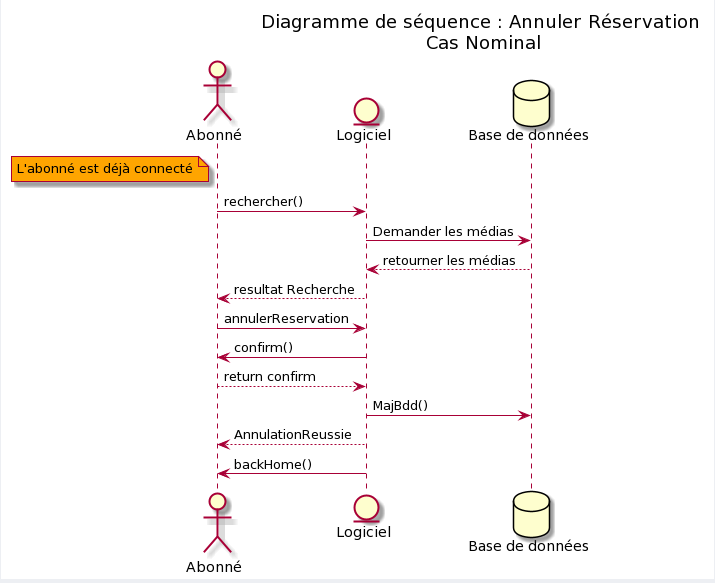 Diagramme de séquence : Annuler Réservation
Cas Nominal
Abonné
Logiciel
Base de données
L'abonné est déjà connecté
rechercher()
Demander les médias
retourner les médias
resultat Recherche
annulerReservation
confirm()
return confirm
MajBdd()
AnnulationReussie
backHome()
Abonné
Logiciel
Base de données